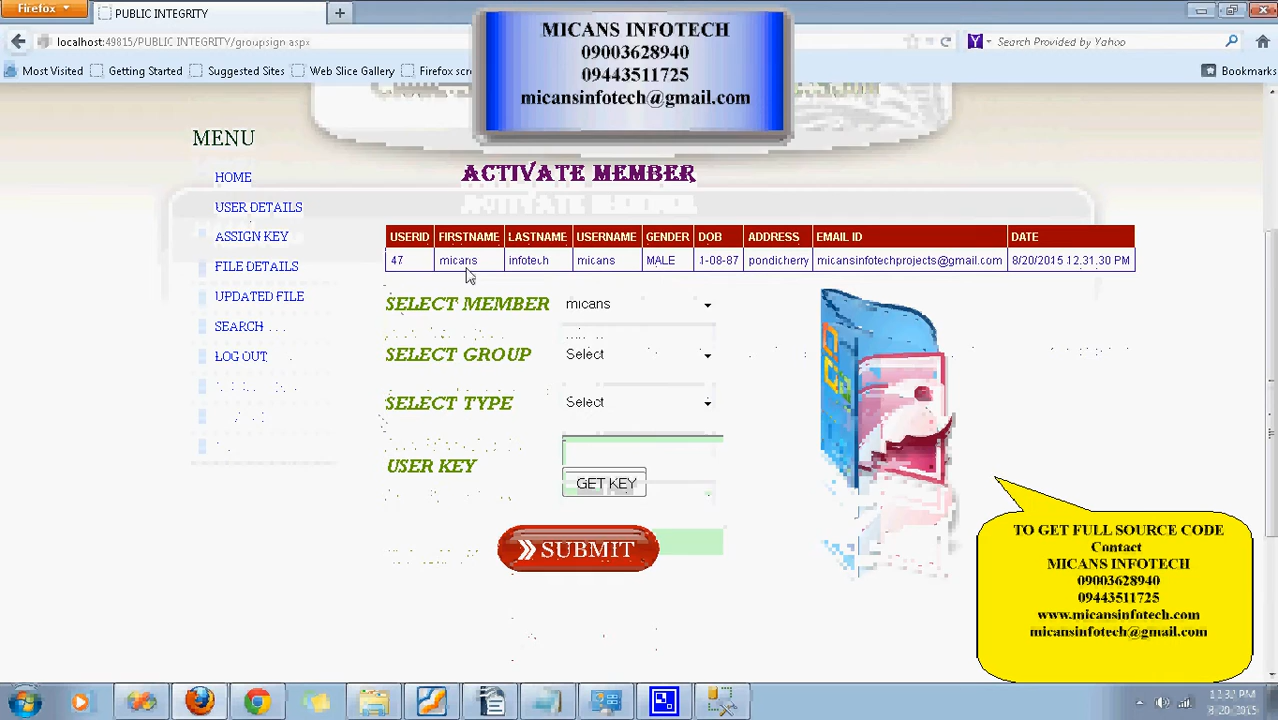 Firefox
PUBLIC INTEGRITY
localhost:49815/PUBLIC INTEGRITY/groupsign.aspx
Search Provided by Yahoo
Most Visited
Getting Started
Suggested Sites
Web Slice Gallery
Bookmarks
MICANS INFOTECH
09003628940
09443511725
micansinfotech@gmail.com
MENU
HOME
USER DETAILS
ASSIGN KEY
FILE DETAILS
UPDATED FILE
SEARCH
LOG OUT
ACTIVATE MEMBER
USERID FIRSTNAME LASTNAME USERNAME GENDER DOB ADDRESS EMAIL ID DATE
47 micans infotech micans MALE 1-08-87 pondicherry micansinfotechprojects@gmail.com 8/20/2015 12:31:30 PM
SELECT MEMBER micans
SELECT GROUP Select
SELECT TYPE Select
USER KEY
GET KEY
SUBMIT
TO GET FULL SOURCE CODE
Contact
MICANS INFOTECH
09003628940
09443511725
www.micansinfotech.com
micansinfotech@gmail.com
8-20-2015